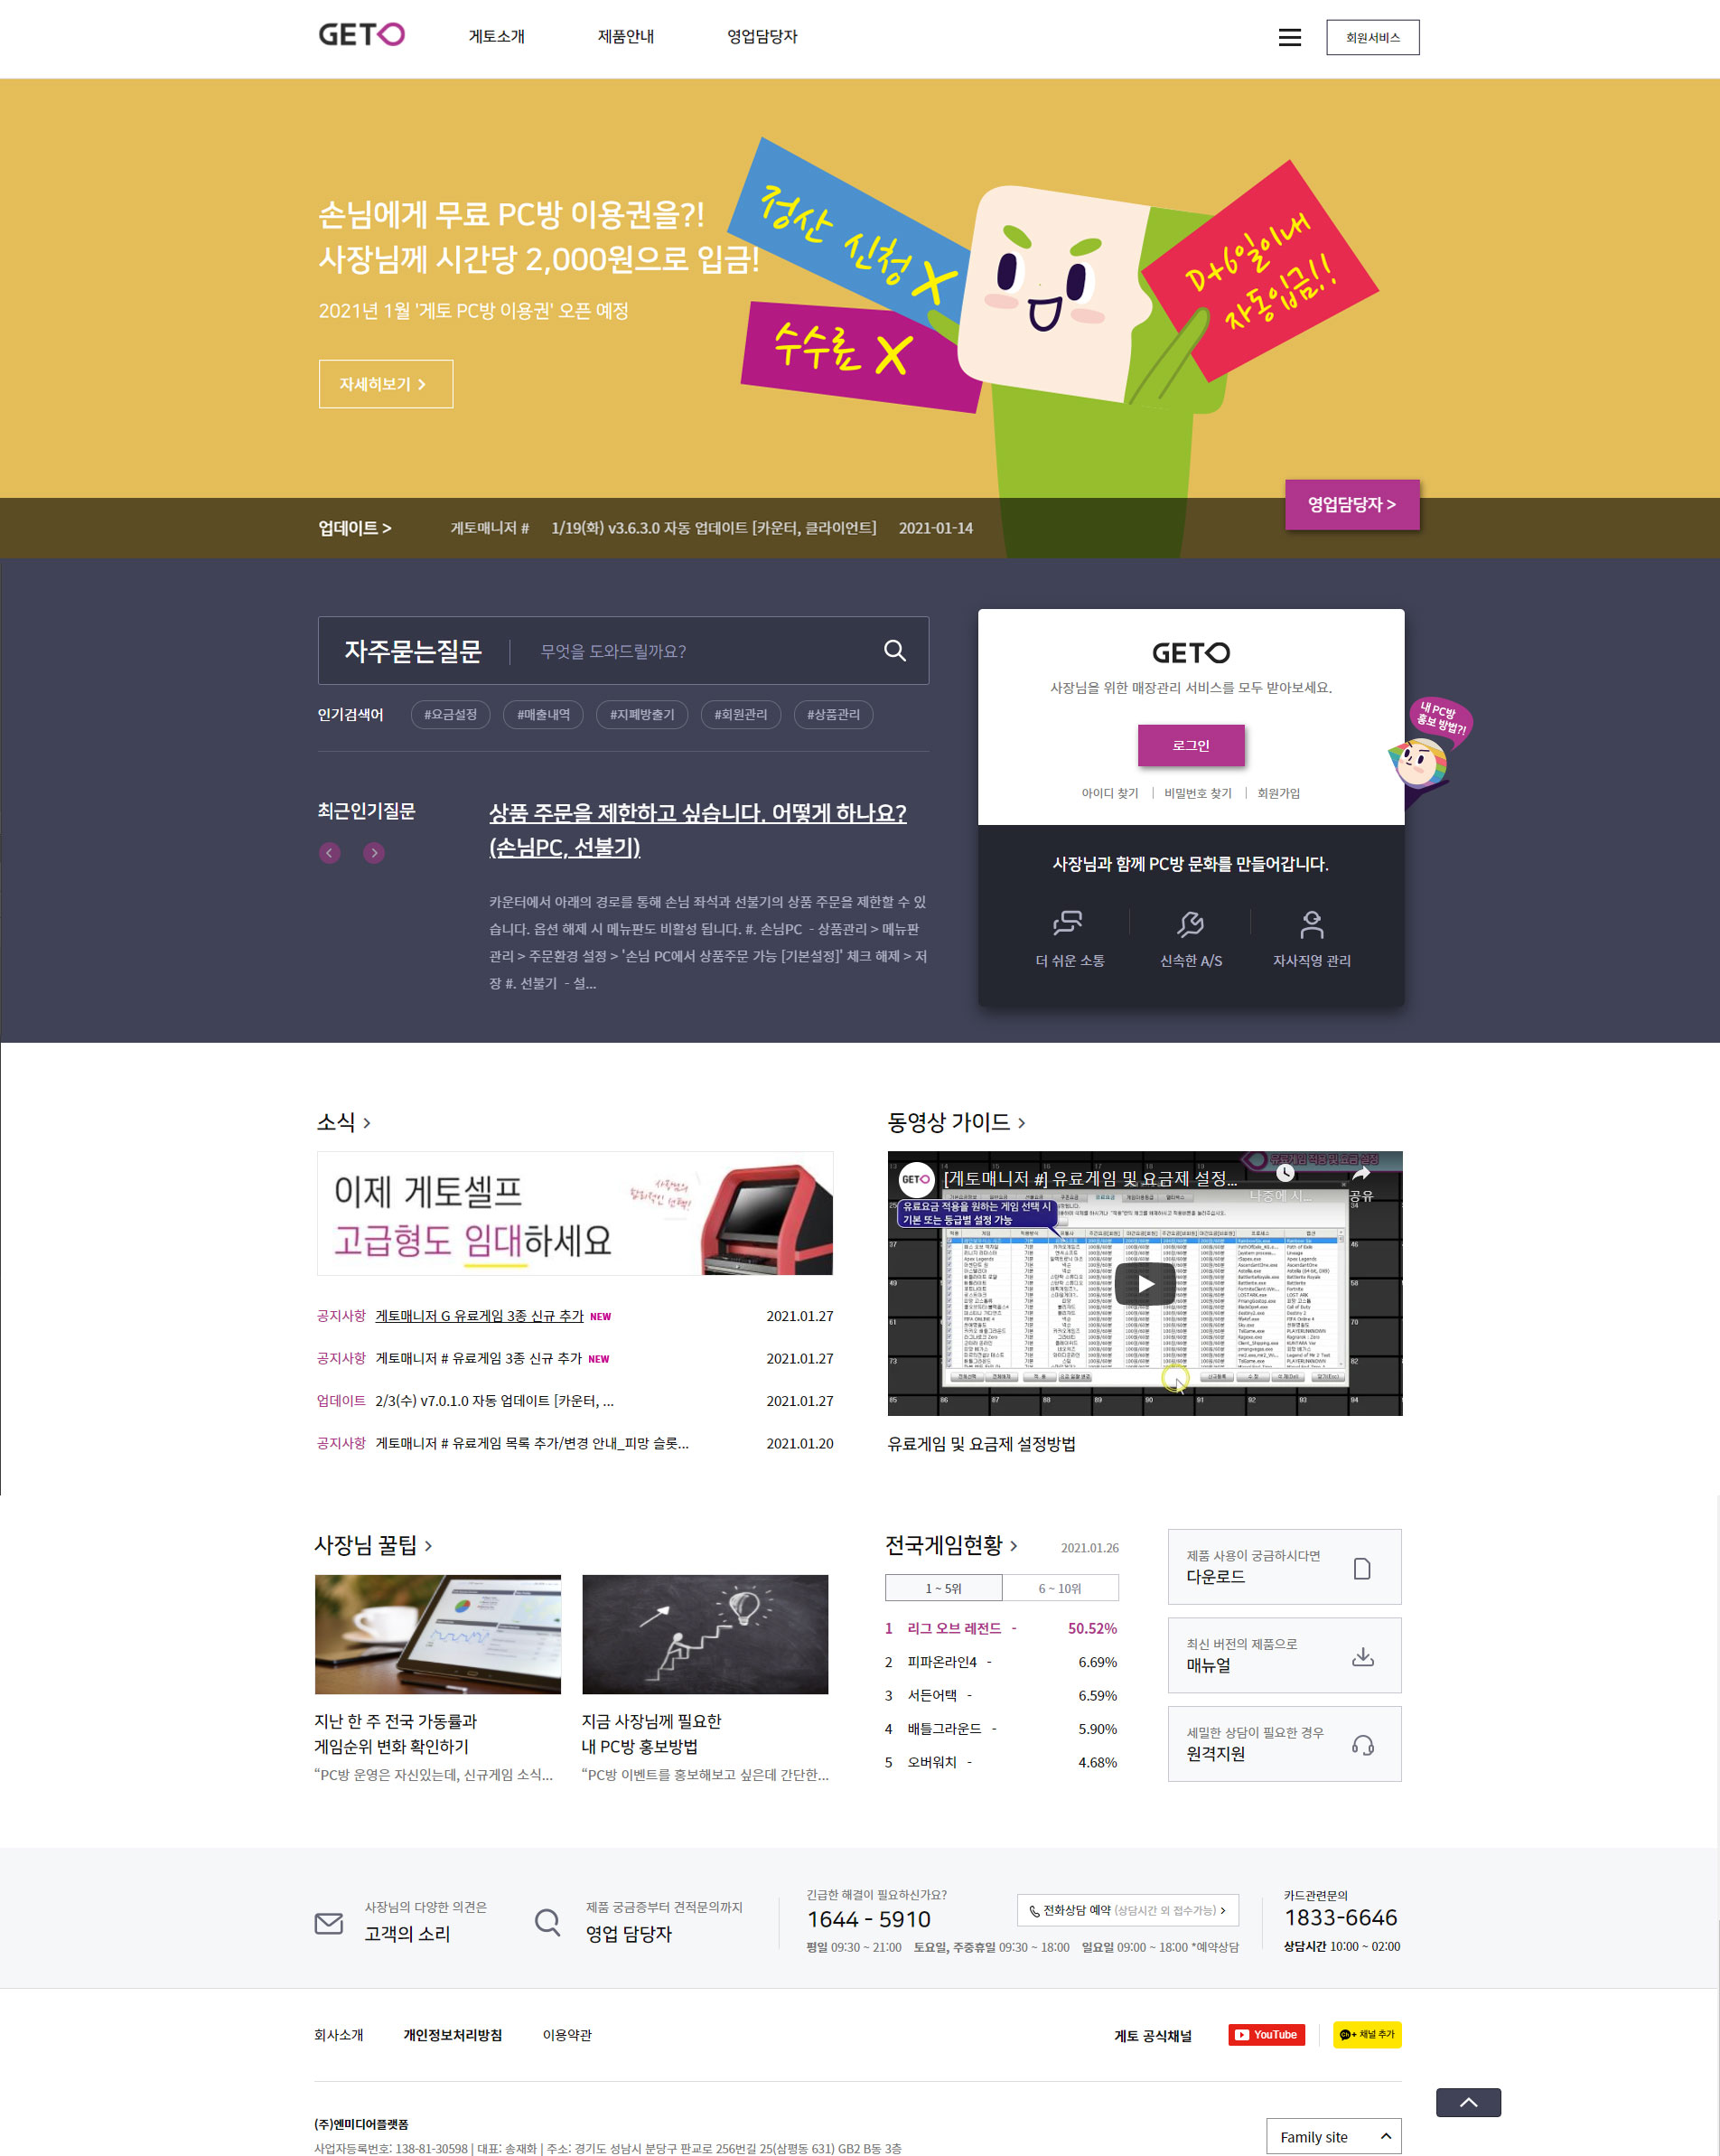 GETO
게토소개
제품안내
영업담당자
회원서비스
손님에게 무료 PC방 이용권을?!
사장님께 시간당 2,000원으로 입금!
2021년 1월 '게토 PC방 이용권' 오픈 예정
자세히보기 >
정산 신청 X
수수료 X
D+6일이내
자동입금!!
영업담당자 >
업데이트 >
게토매니저 # 1/19(화) v3.6.3.0 자동 업데이트 [카운터, 클라이언트] 2021-01-14
자주묻는질문
무엇을 도와드릴까요?
인기검색어
#요금설정
#매출내역
#지폐방출기
#회원관리
#상품관리
최근인기질문
상품 주문을 제한하고 싶습니다. 어떻게 하나요?
(손님PC, 선불기)
카운터에서 아래의 경로를 통해 손님 좌석과 선불기의 상품 주문을 제한할 수 있
습니다. 옵션 해제 시 메뉴판도 비활성 됩니다. #. 손님PC - 상품관리 > 메뉴판
관리 > 주문환경 설정 > '손님 PC에서 상품주문 가능 [기본설정]' 체크 해제 > 저
장 #. 선불기 - 설...
GETO
사장님을 위한 매장관리 서비스를 모두 받아보세요.
로그인
아이디 찾기 | 비밀번호 찾기 | 회원가입
내 PC방
홍보 방법?!
사장님과 함께 PC방 문화를 만들어갑니다.
더 쉬운 소통
신속한 A/S
자사직영 관리
소식 >
이제 게토셀프
고급형도 임대하세요
사장님의
합리적인 선택!
공지사항 게토매니저 G 유료게임 3종 신규 추가 NEW 2021.01.27
공지사항 게토매니저 # 유료게임 3종 신규 추가 NEW 2021.01.27
업데이트 2/3(수) v7.0.1.0 자동 업데이트 [카운터, ... 2021.01.27
공지사항 게토매니저 # 유료게임 목록 추가/변경 안내_피망 슬롯... 2021.01.20
동영상 가이드 >
GETO
[게토매니저 #] 유료게임 및 요금제 설정...
나중에 시...
공유
유료요금 적용을 원하는 게임 선택 시
기본 또는 등급별 설정 가능
유료게임 및 요금제 설정방법
사장님 꿀팁 >
지난 한 주 전국 가동률과
게임순위 변화 확인하기
“PC방 운영은 자신있는데, 신규게임 소식...
지금 사장님께 필요한
내 PC방 홍보방법
“PC방 이벤트를 홍보해보고 싶은데 간단한...
전국게임현황 >
2021.01.26
1 ~ 5위
6 ~ 10위
1 리그 오브 레전드 - 50.52%
2 피파온라인4 - 6.69%
3 서든어택 - 6.59%
4 배틀그라운드 - 5.90%
5 오버워치 - 4.68%
제품 사용이 궁금하시다면
다운로드
최신 버전의 제품으로
매뉴얼
세밀한 상담이 필요한 경우
원격지원
사장님의 다양한 의견은
고객의 소리
제품 궁금증부터 견적문의까지
영업 담당자
긴급한 해결이 필요하신가요?
1644 - 5910
전화상담 예약 (상담시간 외 접수가능) >
평일 09:30 ~ 21:00 토요일, 주중휴일 09:30 ~ 18:00 일요일 09:00 ~ 18:00 *예약상담
카드관련문의
1833-6646
상담시간 10:00 ~ 02:00
회사소개
개인정보처리방침
이용약관
게토 공식채널
YouTube
Ch+ 채널 추가
(주)엔미디어플랫폼
사업자등록번호: 138-81-30598 | 대표: 송재화 | 주소: 경기도 성남시 분당구 판교로 256번길 25(삼평동 631) GB2 B동 3층
Family site